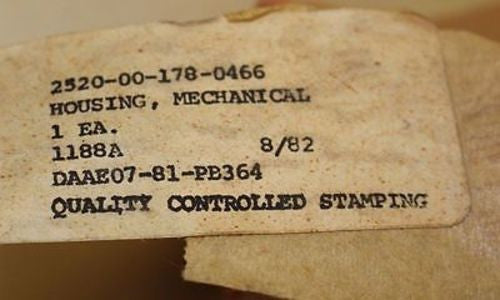 2520-00-178-0466
HOUSING, MECHANICAL
1 EA.
1188A 8/82
DAAE07-81-PB364
QUALITY CONTROLLED STAMPING